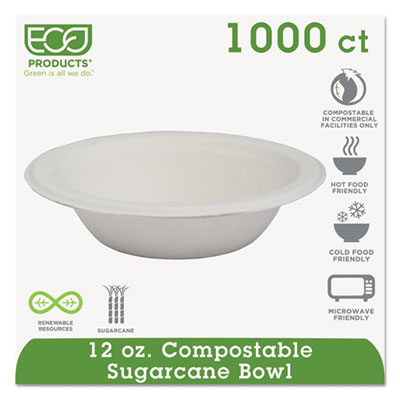 ECO
PRODUCTS®
Green is all we do.™
1000 ct
COMPOSTABLE
IN COMMERCIAL
FACILITIES ONLY
HOT FOOD
FRIENDLY
COLD FOOD
FRIENDLY
MICROWAVE
FRIENDLY
RENEWABLE
RESOURCES
SUGARCANE
12 oz. Compostable
Sugarcane Bowl